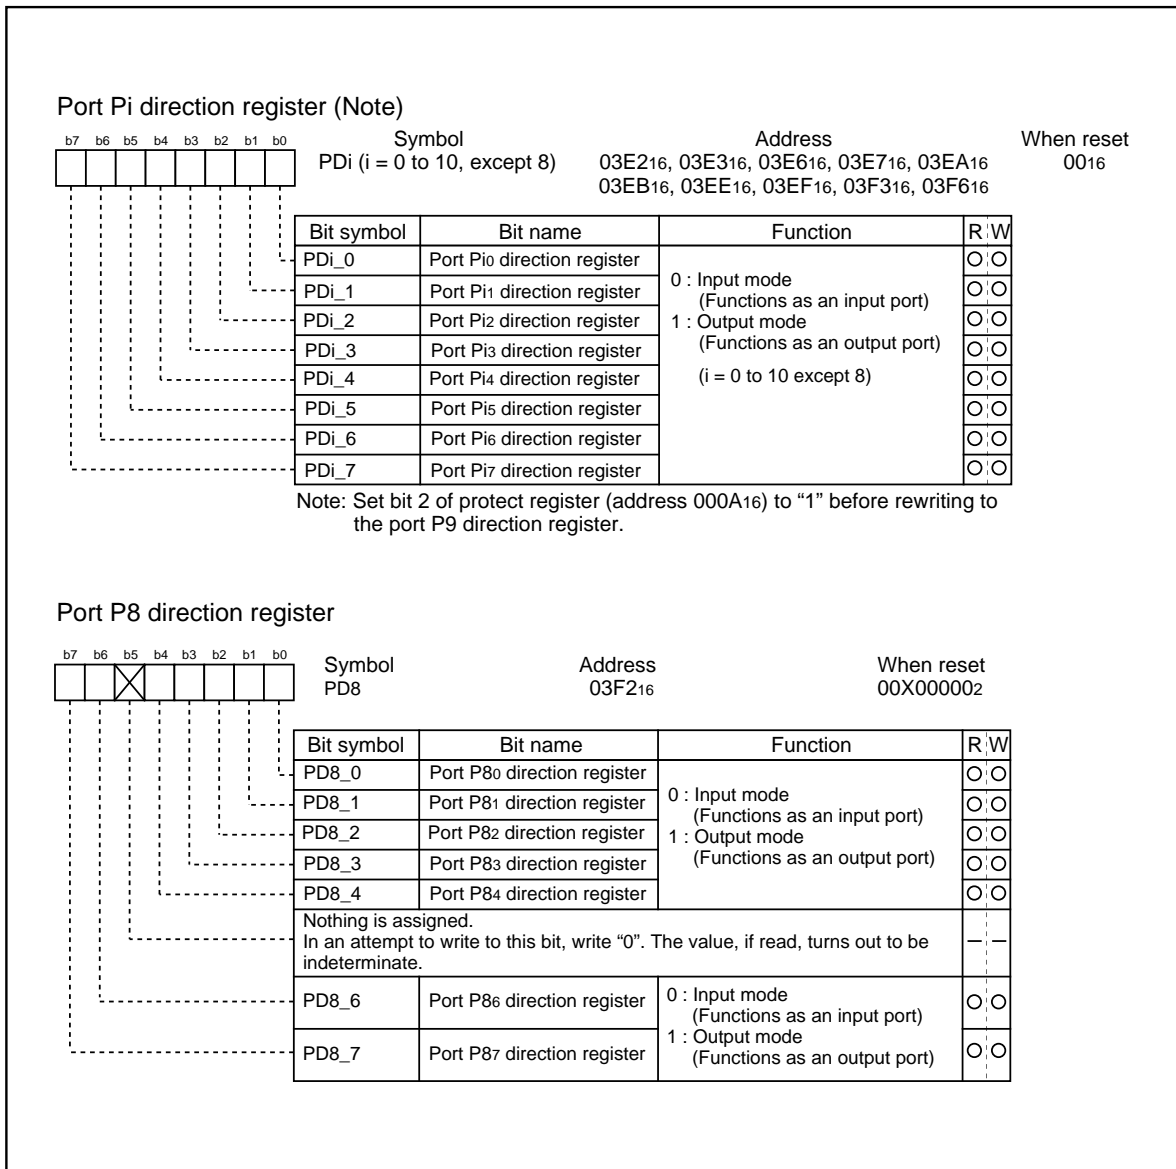 Port Pi direction register (Note)
b7 b6 b5 b4 b3 b2 b1 b0
Symbol Address When reset
PDi (i = 0 to 10, except 8) 03E216, 03E316, 03E616, 03E716, 03EA16 0016
03EB16, 03EE16, 03EF16, 03F316, 03F616
Bit symbol Bit name Function R W
PDi_0 Port Pi0 direction register
PDi_1 Port Pi1 direction register
PDi_2 Port Pi2 direction register
PDi_3 Port Pi3 direction register
PDi_4 Port Pi4 direction register
PDi_5 Port Pi5 direction register
PDi_6 Port Pi6 direction register
PDi_7 Port Pi7 direction register
0 : Input mode
(Functions as an input port)
1 : Output mode
(Functions as an output port)
(i = 0 to 10 except 8)
Note: Set bit 2 of protect register (address 000A16) to “1” before rewriting to
the port P9 direction register.
Port P8 direction register
b7 b6 b5 b4 b3 b2 b1 b0
Symbol Address When reset
PD8 03F216 00X000002
Bit symbol Bit name Function R W
PD8_0 Port P80 direction register
PD8_1 Port P81 direction register
PD8_2 Port P82 direction register
PD8_3 Port P83 direction register
PD8_4 Port P84 direction register
0 : Input mode
(Functions as an input port)
1 : Output mode
(Functions as an output port)
Nothing is assigned.
In an attempt to write to this bit, write “0”. The value, if read, turns out to be
indeterminate.
PD8_6 Port P86 direction register
PD8_7 Port P87 direction register
0 : Input mode
(Functions as an input port)
1 : Output mode
(Functions as an output port)